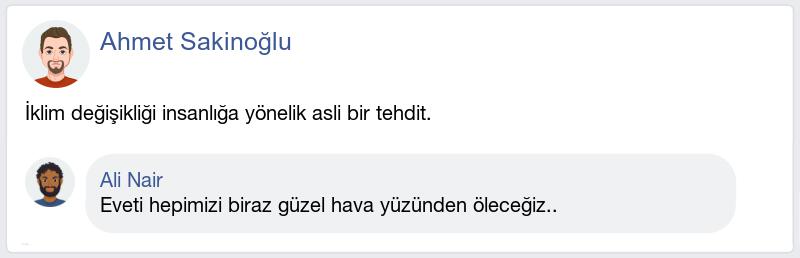 Ahmet Sakinoğlu
İklim değişikliği insanlığa yönelik asli bir tehdit.
Ali Nair
Eveti hepimizi biraz güzel hava yüzünden öleceğiz..